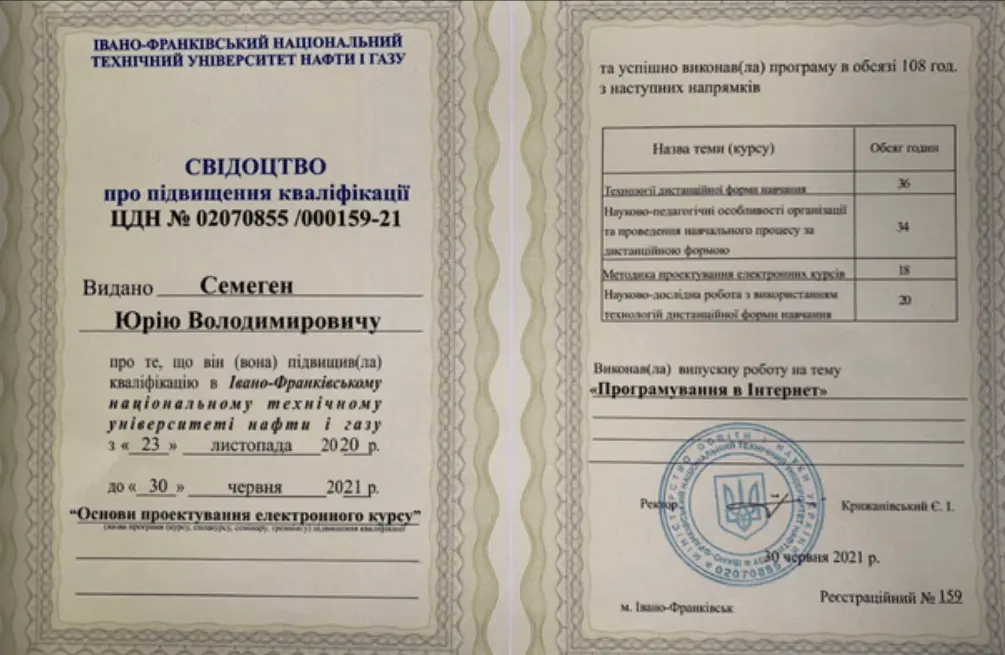 ІВАНО-ФРАНКІВСЬКИЙ НАЦІОНАЛЬНИЙ
ТЕХНІЧНИЙ УНІВЕРСИТЕТ НАФТИ І ГАЗУ
СВІДОЦТВО
про підвищення кваліфікації
ЦДН № 02070855 /000159-21
Видано Семеген
Юрію Володимировичу
про те, що він (вона) підвищив(ла)
кваліфікацію в Івано-Франківському
національному технічному
університеті нафти і газу
з « 23 » листопада 2020 р.
до « 30 » червня 2021 р.
“Основи проектування електронного курсу”
(назва програми (курсу, спецкурсу, семінару, тренінгу) підвищення кваліфікації)
та успішно виконав(ла) програму в обсязі 108 год.
з наступних напрямків
Назва теми (курсу) Обсяг годин
Технології дистанційної форми навчання 36
Науково-педагогічні особливості організації
та проведення навчального процесу за 34
дистанційною формою
Методика проектування електронних курсів 18
Науково-дослідна робота з використанням 20
технологій дистанційної форми навчання
Виконав(ла) випускну роботу на тему
«Програмування в Інтернет»
Ректор Крижанівський Є. І.
30 червня 2021 р.
Реєстраційний № 159
м. Івано-Франківськ
МІНІСТЕРСТВО ОСВІТИ І НАУКИ УКРАЇНИ
02070855